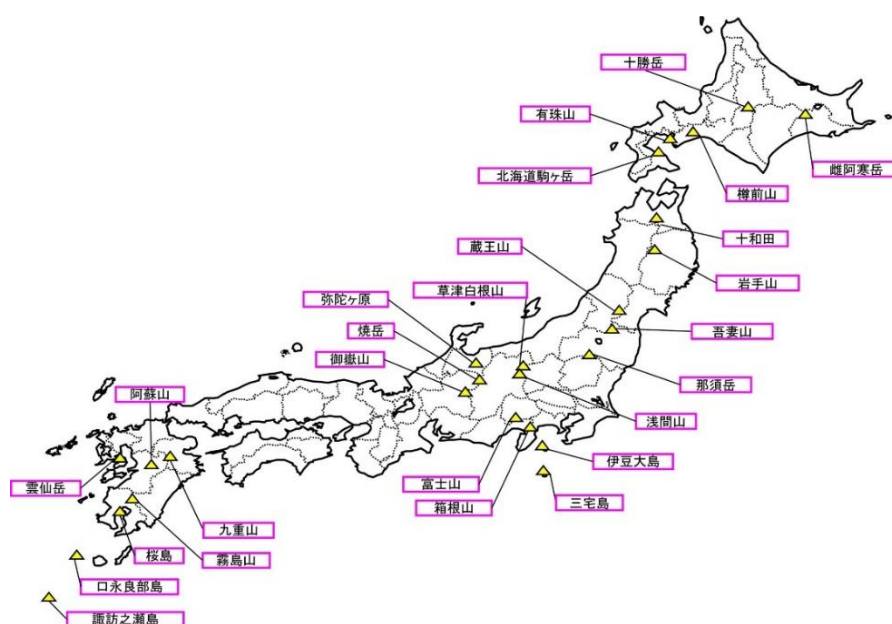 十勝岳
有珠山
雌阿寒岳
北海道駒ヶ岳
樽前山
十和田
蔵王山
岩手山
草津白根山
弥陀ヶ原
焼岳
吾妻山
御嶽山
那須岳
阿蘇山
浅間山
伊豆大島
富士山
雲仙岳
箱根山
三宅島
九重山
桜島
霧島山
口永良部島
諏訪之瀬島